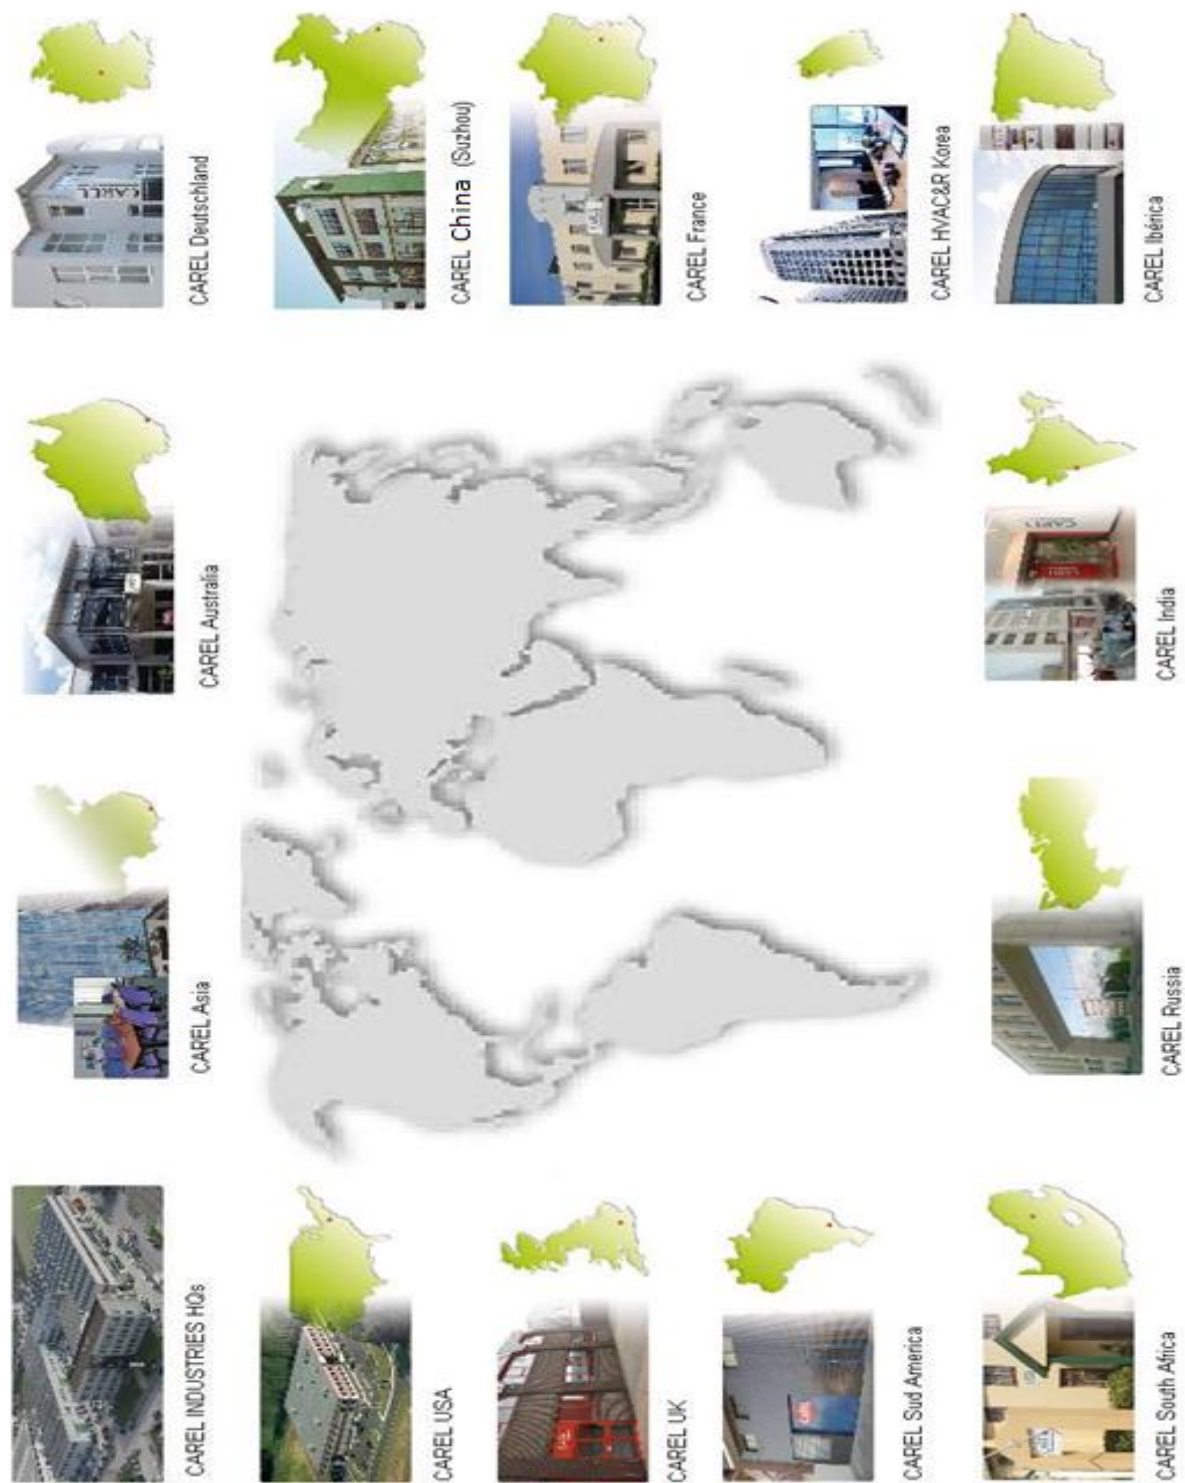 CAREL INDUSTRIES HQs
CAREL Asia
CAREL Australia
CAREL
CAREL Deutschland
CAREL USA
CAREL China (Suzhou)
CAREL UK
CAREL France
CAREL Sud America
CAREL HVAC&R Korea
CAREL South Africa
CAREL Russia
CAREL India
CAREL Ibérica